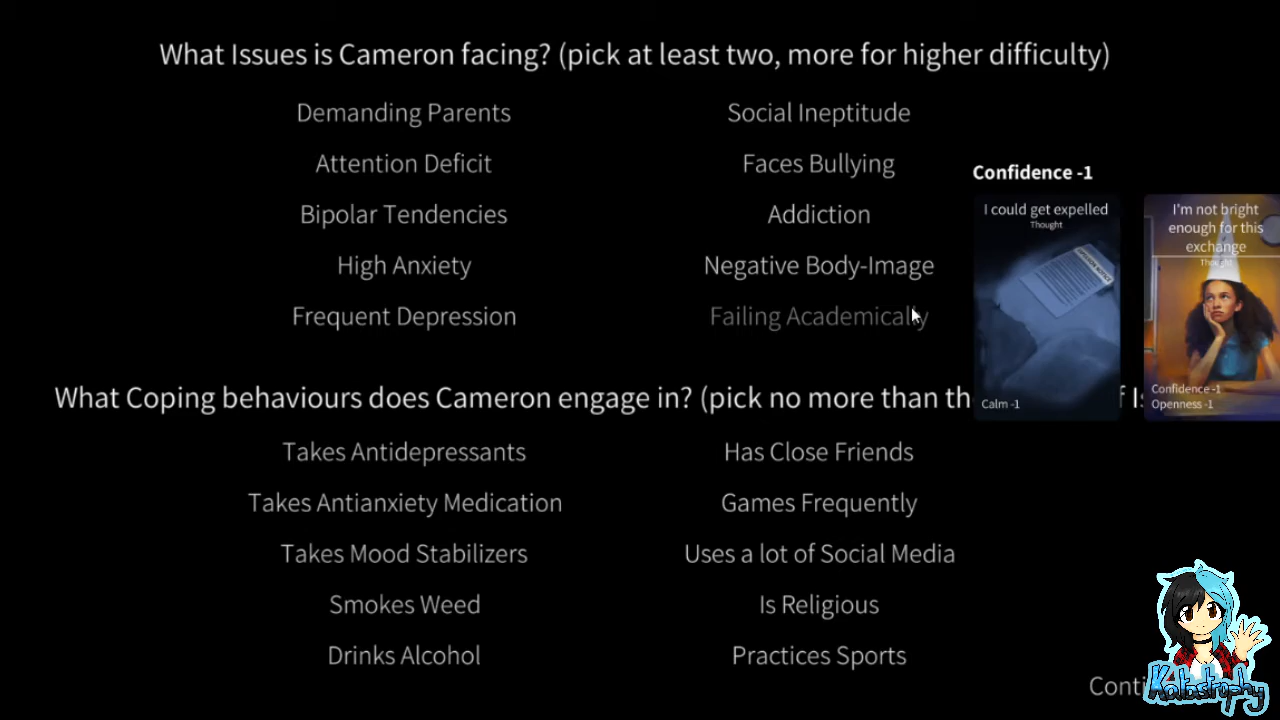 What Issues is Cameron facing? (pick at least two, more for higher difficulty)
Demanding Parents
Social Ineptitude
Attention Deficit
Faces Bullying
Bipolar Tendencies
Addiction
High Anxiety
Negative Body-Image
Frequent Depression
Failing Academically
Confidence -1
I could get expelled
Thought
Calm -1
I'm not bright
enough for this
exchange
Thought
Confidence -1
Openness -1
What Coping behaviours does Cameron engage in? (pick no more than
Takes Antidepressants
Has Close Friends
Takes Antianxiety Medication
Games Frequently
Takes Mood Stabilizers
Uses a lot of Social Media
Smokes Weed
Is Religious
Drinks Alcohol
Practices Sports
Conti
Katastrophy